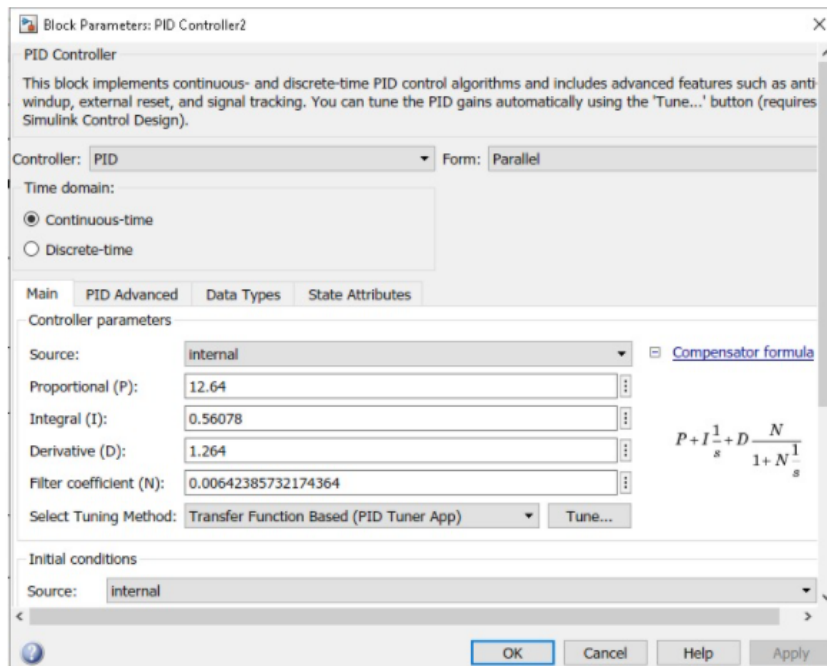 Block Parameters: PID Controller2
PID Controller
This block implements continuous- and discrete-time PID control algorithms and includes advanced features such as anti-
windup, external reset, and signal tracking. You can tune the PID gains automatically using the 'Tune...' button (requires
Simulink Control Design).
Controller: PID Form: Parallel
Time domain:
Continuous-time
Discrete-time
Main PID Advanced Data Types State Attributes
Controller parameters
Source: internal Compensator formula
Proportional (P): 12.64
Integral (I): 0.56078
Derivative (D): 1.264
P + I 1/s + D N/(1 + N 1/s)
Filter coefficient (N): 0.00642385732174364
Select Tuning Method: Transfer Function Based (PID Tuner App) Tune...
Initial conditions
Source: internal
OK Cancel Help Apply